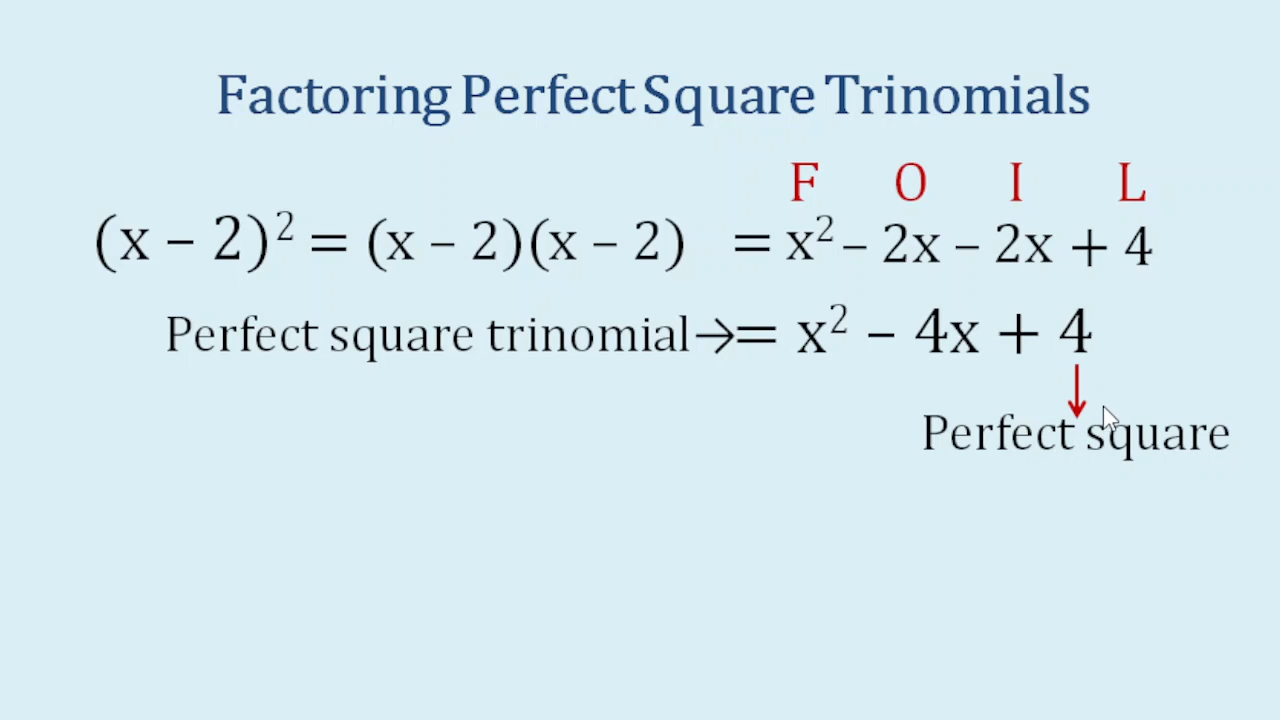 Factoring Perfect Square Trinomials
F O I L
(x – 2)² = (x – 2)(x – 2) = x² – 2x – 2x + 4
Perfect square trinomial → = x² – 4x + 4
↓
Perfect square